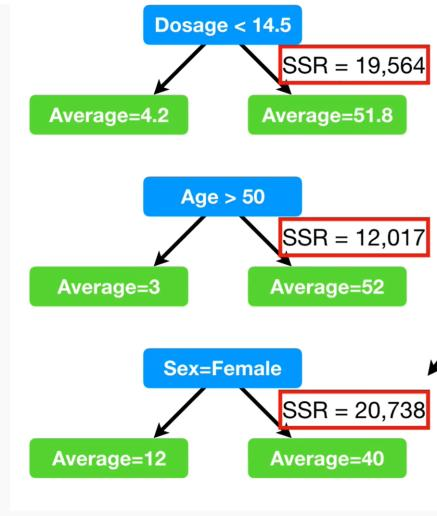 Dosage < 14.5
SSR = 19,564
Average=4.2
Average=51.8
Age > 50
SSR = 12,017
Average=3
Average=52
Sex=Female
SSR = 20,738
Average=12
Average=40